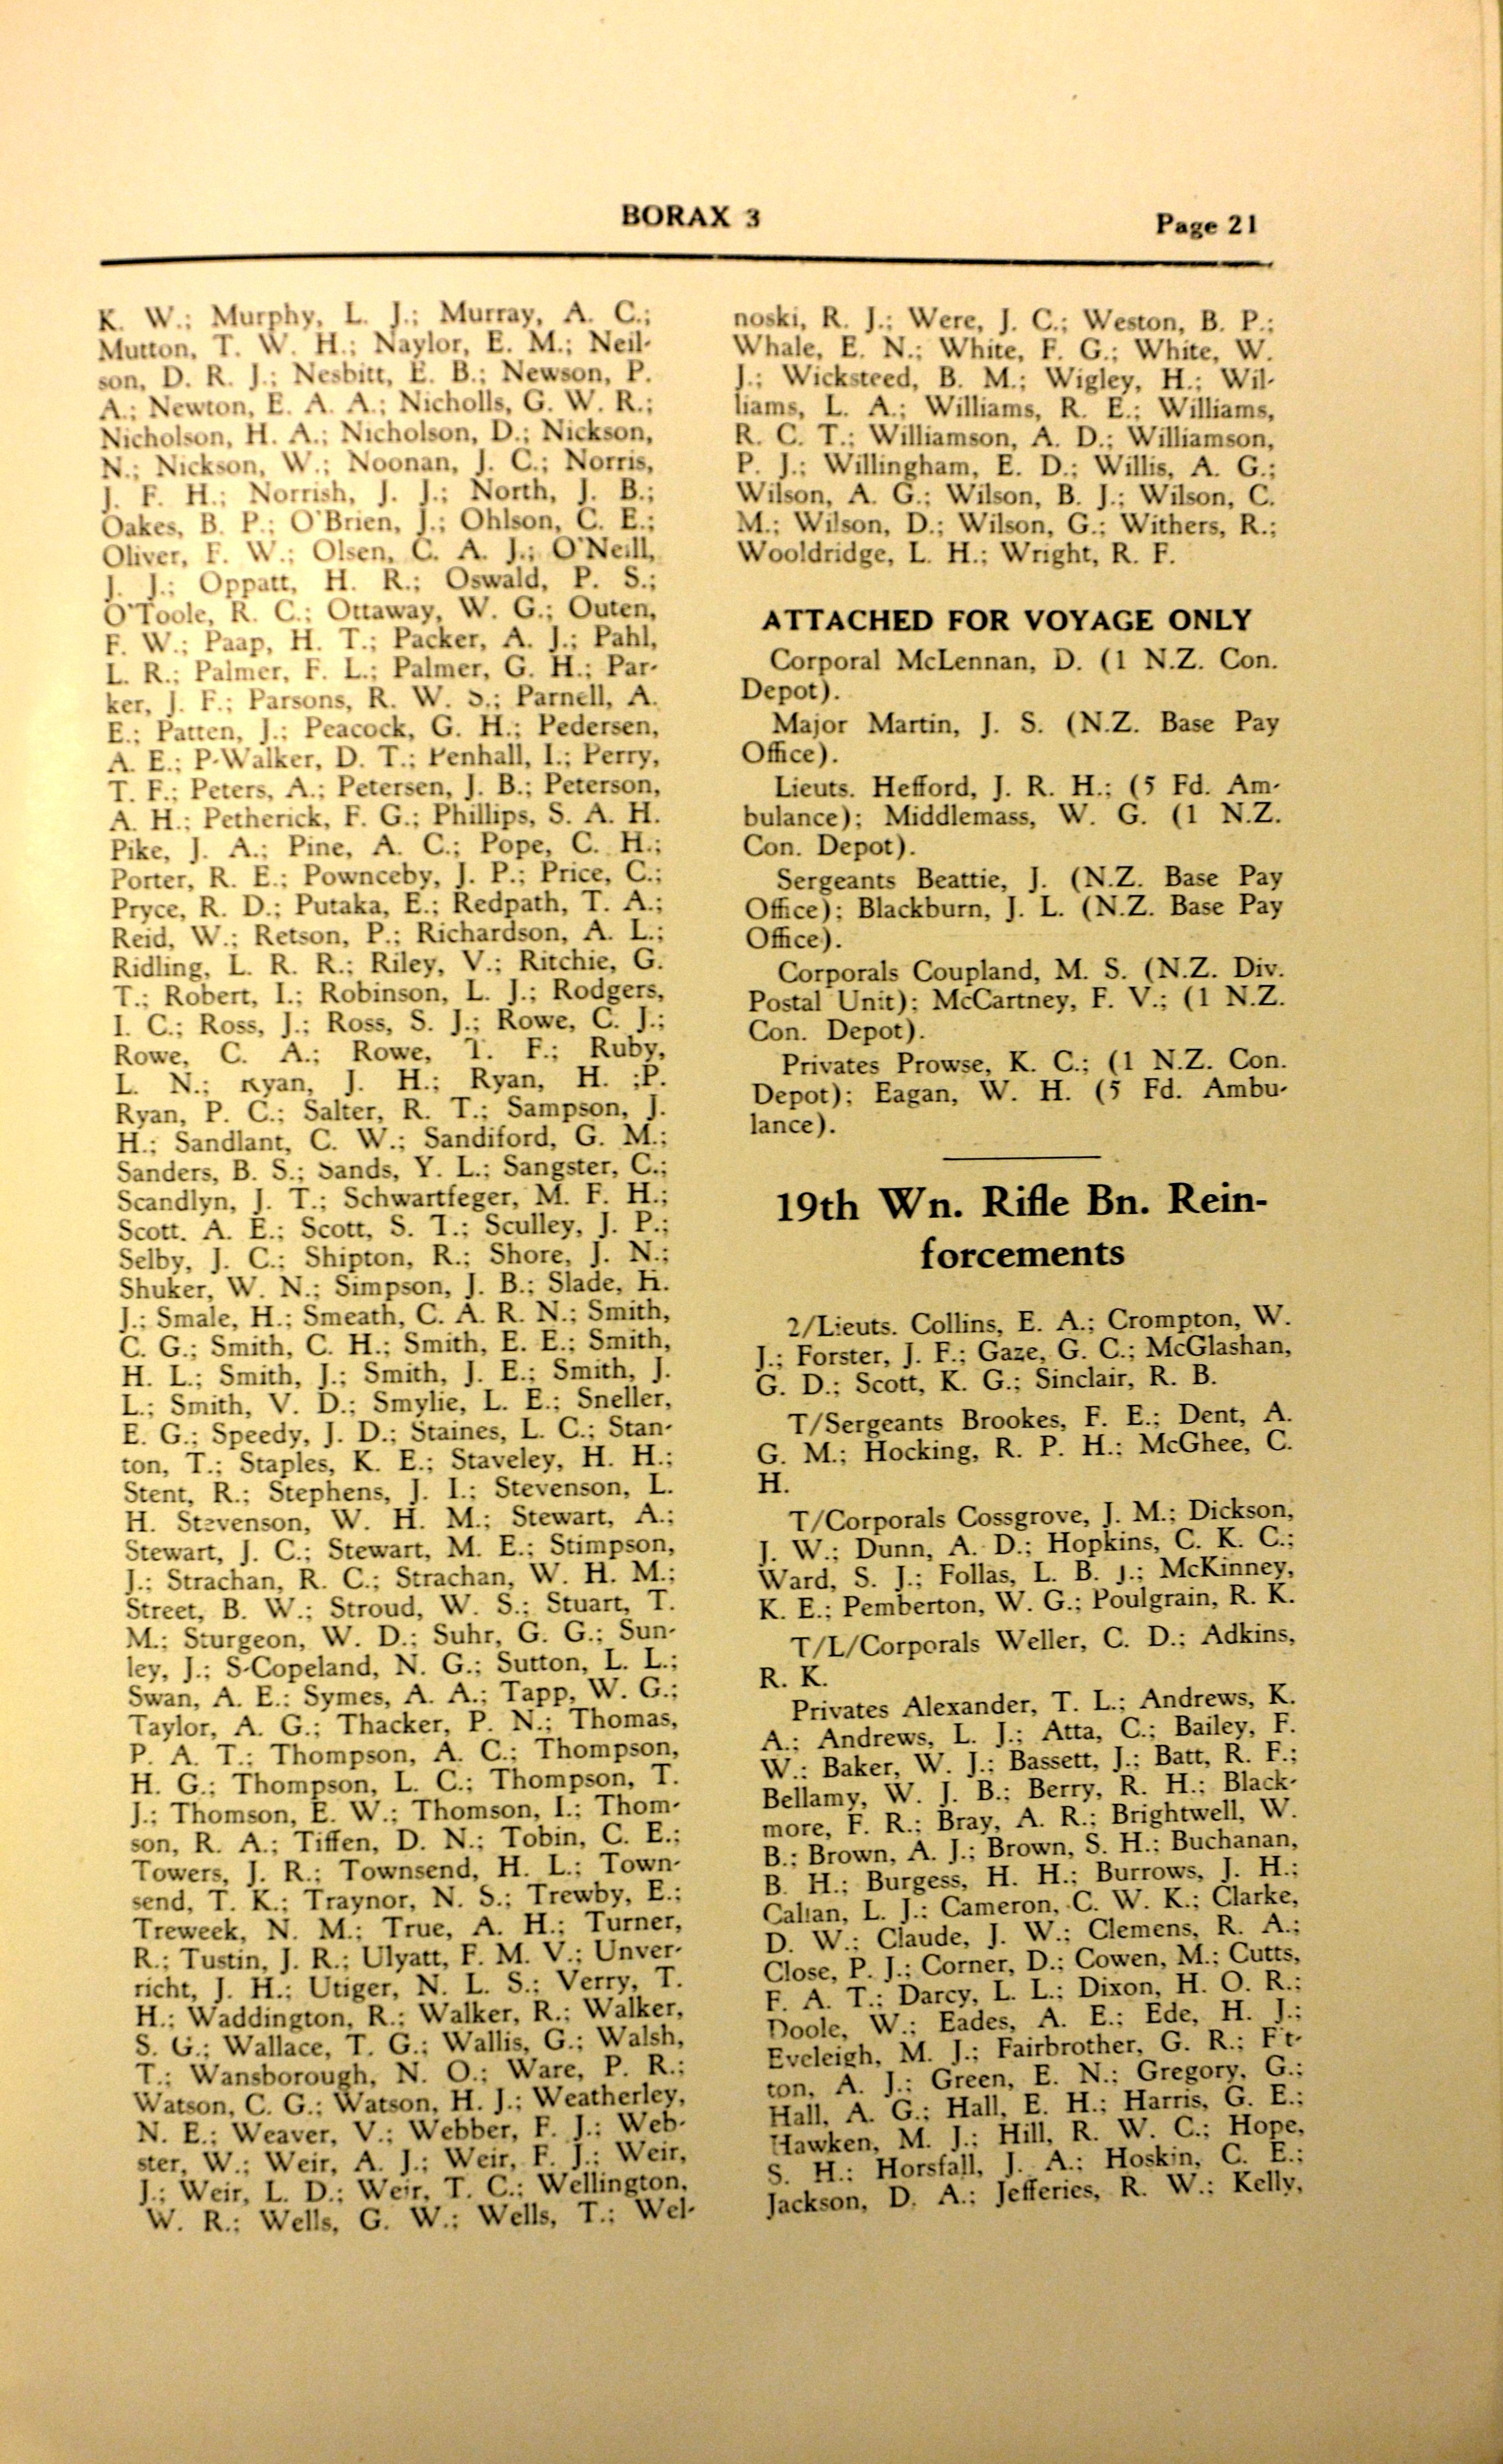 BORAX 3
Page 21
K. W.; Murphy, L. J.; Murray, A. C.;
Mutton, T. W. H.; Naylor, E. M.; Neil-
son, D. R. J.; Nesbitt, E. B.; Newson, P.
A.; Newton, E. A. A.; Nicholls, G. W. R.;
Nicholson, H. A.; Nicholson, D.; Nickson,
N.; Nickson, W.; Noonan, J. C.; Norris,
J. F. H.; Norrish, J. J.; North, J. B.;
Oakes, B. P.; O'Brien, J.; Ohlson, C. E.;
Oliver, F. W.; Olsen, C. A. J.; O'Neill,
J. J.; Oppatt, H. R.; Oswald, P. S.;
O'Toole, R. C.; Ottaway, W. G.; Outen,
F. W.; Paap, H. T.; Packer, A. J.; Pahl,
L. R.; Palmer, F. L.; Palmer, G. H.; Par-
ker, J. F.; Parsons, R. W. S.; Parnell, A.
E.; Patten, J.; Peacock, G. H.; Pedersen,
A. E.; P-Walker, D. T.; Penhall, I.; Perry,
T. F.; Peters, A.; Petersen, J. B.; Peterson,
A. H.; Petherick, F. G.; Phillips, S. A. H.
Pike, J. A.; Pine, A. C.; Pope, C. H.;
Porter, R. E.; Pownceby, J. P.; Price, C.;
Pryce, R. D.; Putaka, E.; Redpath, T. A.;
Reid, W.; Retson, P.; Richardson, A. L.;
Ridling, L. R. R.; Riley, V.; Ritchie, G.
T.; Robert, I.; Robinson, L. J.; Rodgers,
I. C.; Ross, J.; Ross, S. J.; Rowe, C. J.;
Rowe, C. A.; Rowe, T. F.; Ruby,
L. N.; Ryan, J. H.; Ryan, H. ;P.
Ryan, P. C.; Salter, R. T.; Sampson, J.
H.; Sandlant, C. W.; Sandiford, G. M.;
Sanders, B. S.; Sands, Y. L.; Sangster, C.;
Scandlyn, J. T.; Schwartfeger, M. F. H.;
Scott. A. E.; Scott, S. T.; Sculley, J. P.;
Selby, J. C.; Shipton, R.; Shore, J. N.;
Shuker, W. N.; Simpson, J. B.; Slade, H.
J.; Smale, H.; Smeath, C. A. R. N.; Smith,
C. G.; Smith, C. H.; Smith, E. E.; Smith,
H. L.; Smith, J.; Smith, J. E.; Smith, J.
L.; Smith, V. D.; Smylie, L. E.; Sneller,
E. G.; Speedy, J. D.; Staines, L. C.; Stan-
ton, T.; Staples, K. E.; Staveley, H. H.;
Stent, R.; Stephens, J. I.; Stevenson, L.
H. Stevenson, W. H. M.; Stewart, A.;
Stewart, J. C.; Stewart, M. E.; Stimpson,
J.; Strachan, R. C.; Strachan, W. H. M.;
Street, B. W.; Stroud, W. S.; Stuart, T.
M.; Sturgeon, W. D.; Suhr, G. G.; Sun-
ley, J.; S-Copeland, N. G.; Sutton, L. L.;
Swan, A. E.; Symes, A. A.; Tapp, W. G.;
Taylor, A. G.; Thacker, P. N.; Thomas,
P. A. T.; Thompson, A. C.; Thompson,
H. G.; Thompson, L. C.; Thompson, T.
J.; Thomson, E. W.; Thomson, I.; Thom-
son, R. A.; Tiffen, D. N.; Tobin, C. E.;
Towers, J. R.; Townsend, H. L.; Town-
send, T. K.; Traynor, N. S.; Trewby, E.;
Treweek, N. M.; True, A. H.; Turner,
R.; Tustin, J. R.; Ulyatt, F. M. V.; Unver-
richt, J. H.; Utiger, N. L. S.; Verry, T.
H.; Waddington, R.; Walker, R.; Walker,
S. G.; Wallace, T. G.; Wallis, G.; Walsh,
T.; Wansborough, N. O.; Ware, P. R.;
Watson, C. G.; Watson, H. J.; Weatherley,
N. E.; Weaver, V.; Webber, F. J.; Web-
ster, W.; Weir, A. J.; Weir, F. J.; Weir,
J.; Weir, L. D.; Weir, T. C.; Wellington,
W. R.; Wells, G. W.; Wells, T.; Wel-
noski, R. J.; Were, J. C.; Weston, B. P.;
Whale, E. N.; White, F. G.; White, W.
J.; Wicksteed, B. M.; Wigley, H.; Wil-
liams, L. A.; Williams, R. E.; Williams,
R. C. T.; Williamson, A. D.; Williamson,
P. J.; Willingham, E. D.; Willis, A. G.;
Wilson, A. G.; Wilson, B. J.; Wilson, C.
M.; Wilson, D.; Wilson, G.; Withers, R.;
Wooldridge, L. H.; Wright, R. F.
ATTACHED FOR VOYAGE ONLY
Corporal McLennan, D. (1 N.Z. Con.
Depot).
Major Martin, J. S. (N.Z. Base Pay
Office).
Lieuts. Hefford, J. R. H.; (5 Fd. Am-
bulance); Middlemass, W. G. (1 N.Z.
Con. Depot).
Sergeants Beattie, J. (N.Z. Base Pay
Office); Blackburn, J. L. (N.Z. Base Pay
Office).
Corporals Coupland, M. S. (N.Z. Div.
Postal Unit); McCartney, F. V.; (1 N.Z.
Con. Depot).
Privates Prowse, K. C.; (1 N.Z. Con.
Depot); Eagan, W. H. (5 Fd. Ambu-
lance).
19th Wn. Rifle Bn. Rein-
forcements
2/Lieuts. Collins, E. A.; Crompton, W.
J.; Forster, J. F.; Gaze, G. C.; McGlashan,
G. D.; Scott, K. G.; Sinclair, R. B.
T/Sergeants Brookes, F. E.; Dent, A.
G. M.; Hocking, R. P. H.; McGhee, C.
H.
T/Corporals Cossgrove, J. M.; Dickson,
J. W.; Dunn, A. D.; Hopkins, C. K. C.;
Ward, S. J.; Follas, L. B. J.; McKinney,
K. E.; Pemberton, W. G.; Poulgrain, R. K.
T/L/Corporals Weller, C. D.; Adkins,
R. K.
Privates Alexander, T. L.; Andrews, K.
A.; Andrews, L. J.; Atta, C.; Bailey, F.
W.; Baker, W. J.; Bassett, J.; Batt, R. F.;
Bellamy, W. J. B.; Berry, R. H.; Black-
more, F. R.; Bray, A. R.; Brightwell, W.
B.; Brown, A. J.; Brown, S. H.; Buchanan,
B. H.; Burgess, H. H.; Burrows, J. H.;
Callan, L. J.; Cameron, C. W. K.; Clarke,
D. W.; Claude, J. W.; Clemens, R. A.;
Close, P. J.; Corner, D.; Cowen, M.; Cutts,
F. A. T.; Darcy, L. L.; Dixon, H. O. R.;
Doole, W.; Eades, A. E.; Ede, H. J.;
Eveleigh, M. J.; Fairbrother, G. R.;
ton, A. J.; Green, E. N.; Gregory, G.;
Hall, A. G.; Hall, E. H.; Harris, G. E.;
Hawken, M. J.; Hill, R. W. C.; Hope,
S. H.; Horsfall, J. A.; Hoskin, C. E.;
Jackson, D. A.; Jefferies, R. W.; Kelly,